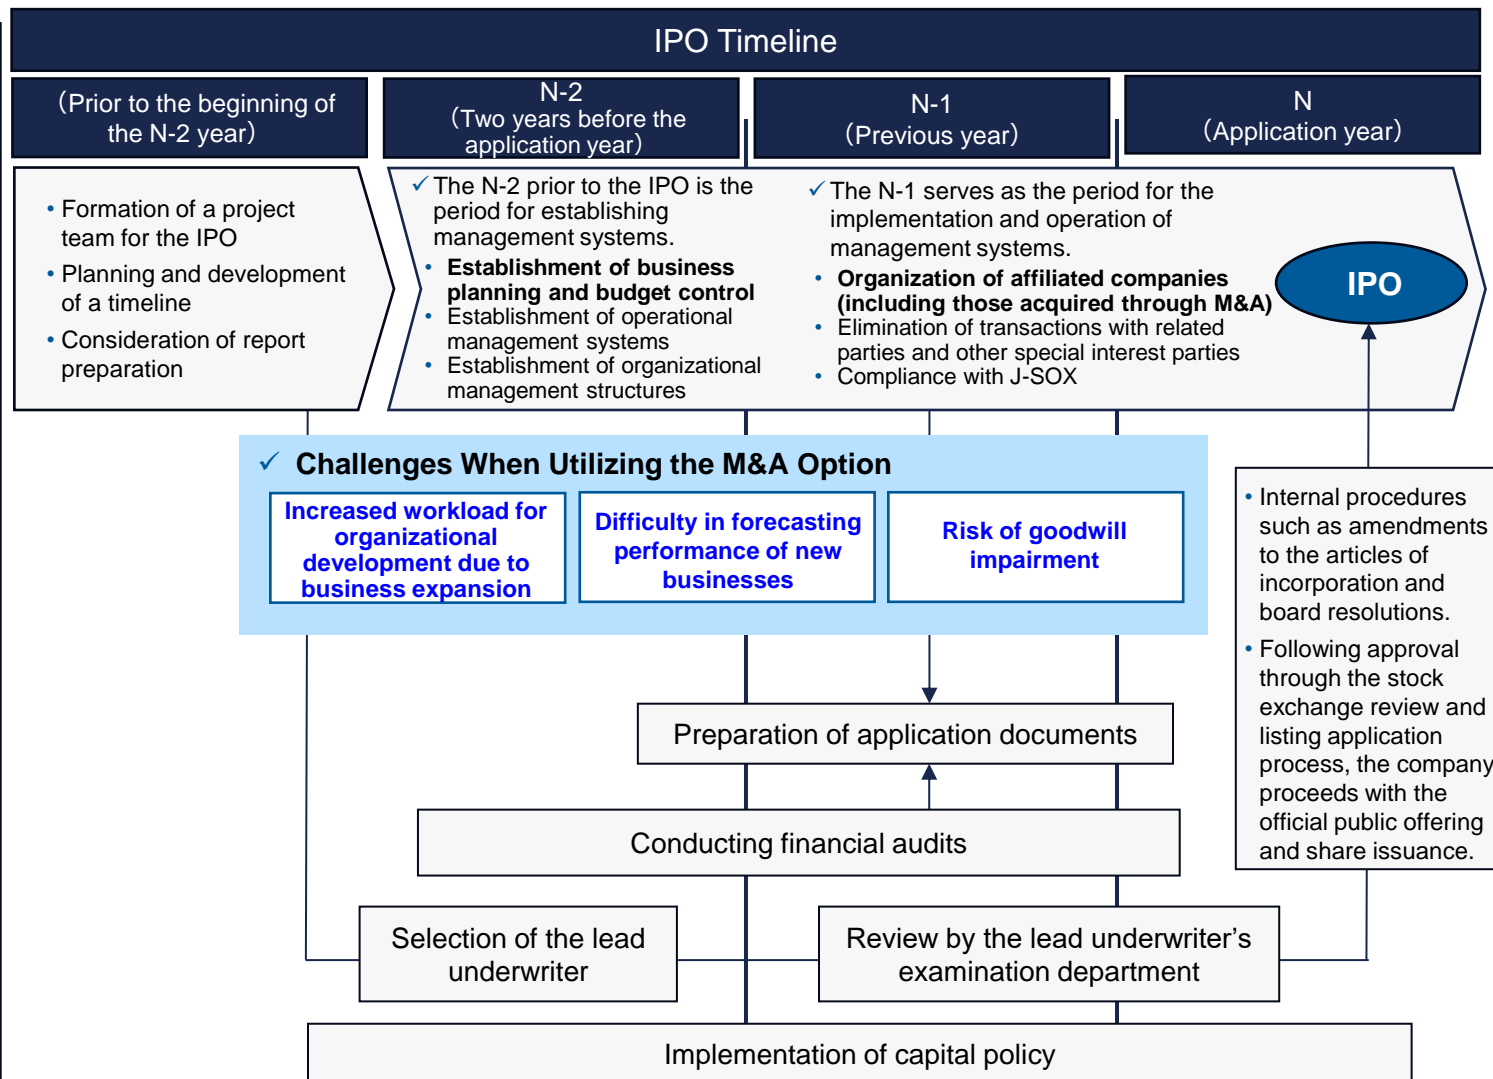 IPO Timeline
（Prior to the beginning of
the N-2 year）
N-2
（Two years before the
application year）
N-1
（Previous year）
N
（Application year）
• Formation of a project
team for the IPO
• Planning and development
of a timeline
• Consideration of report
preparation
✓ The N-2 prior to the IPO is the
period for establishing
management systems.
• Establishment of business
planning and budget control
• Establishment of operational
management systems
• Establishment of organizational
management structures
✓ The N-1 serves as the period for the
implementation and operation of
management systems.
• Organization of affiliated companies
(including those acquired through M&A)
• Elimination of transactions with related
parties and other special interest parties
• Compliance with J-SOX
IPO
✓ Challenges When Utilizing the M&A Option
Increased workload for
organizational
development due to
business expansion
Difficulty in forecasting
performance of new
businesses
Risk of goodwill
impairment
• Internal procedures
such as amendments
to the articles of
incorporation and
board resolutions.
• Following approval
through the stock
exchange review and
listing application
process, the company
proceeds with the
official public offering
and share issuance.
Preparation of application documents
Conducting financial audits
Selection of the lead
underwriter
Review by the lead underwriter’s
examination department
Implementation of capital policy